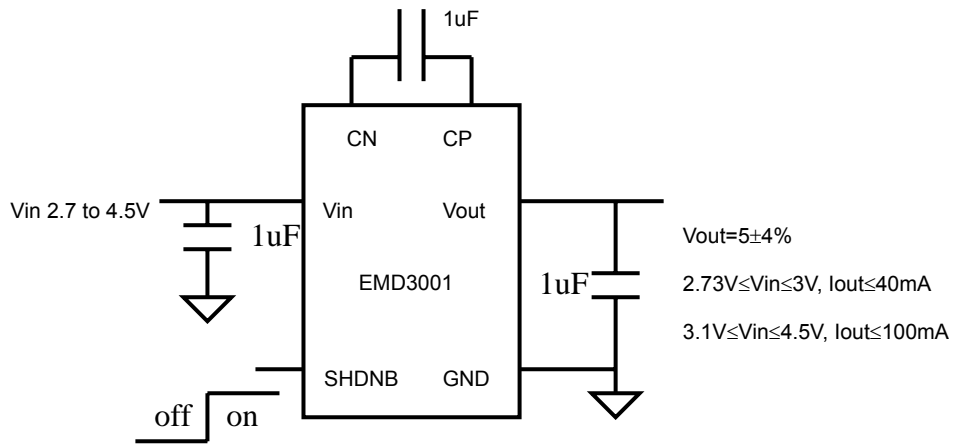 1uF
CN CP
Vin 2.7 to 4.5V
Vin Vout
1uF
EMD3001
1uF
Vout=5±4%
2.73V≤Vin≤3V, Iout≤40mA
3.1V≤Vin≤4.5V, Iout≤100mA
SHDNB GND
off on